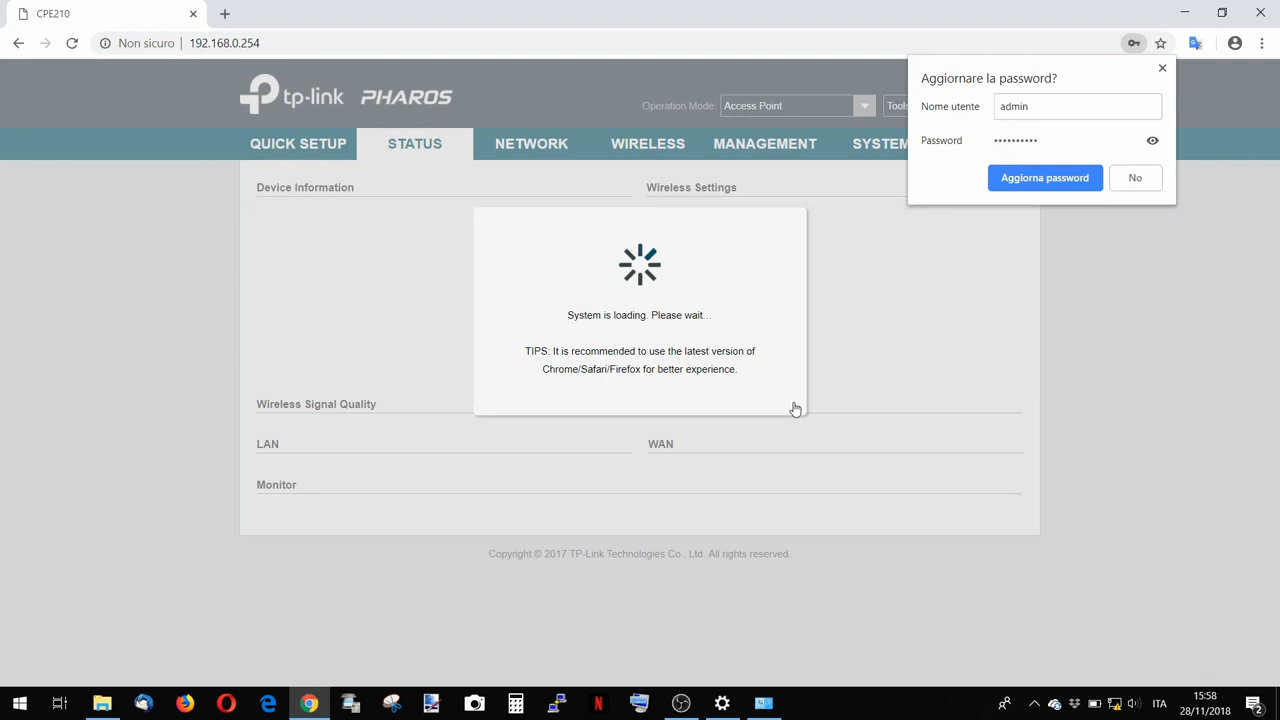 CPE210
Non sicuro
192.168.0.254
Aggiornare la password?
Nome utente
admin
Password
••••••••••
Aggiorna password
No
tp-link PHAROS
Operation Mode:
Access Point
Tools
QUICK SETUP
STATUS
NETWORK
WIRELESS
MANAGEMENT
SYSTEM
Device Information
Wireless Settings
System is loading. Please wait...
TIPS: It is recommended to use the latest version of
Chrome/Safari/Firefox for better experience.
Wireless Signal Quality
LAN
WAN
Monitor
Copyright © 2017 TP-Link Technologies Co., Ltd. All rights reserved.
ITA
15:58
28/11/2018
2